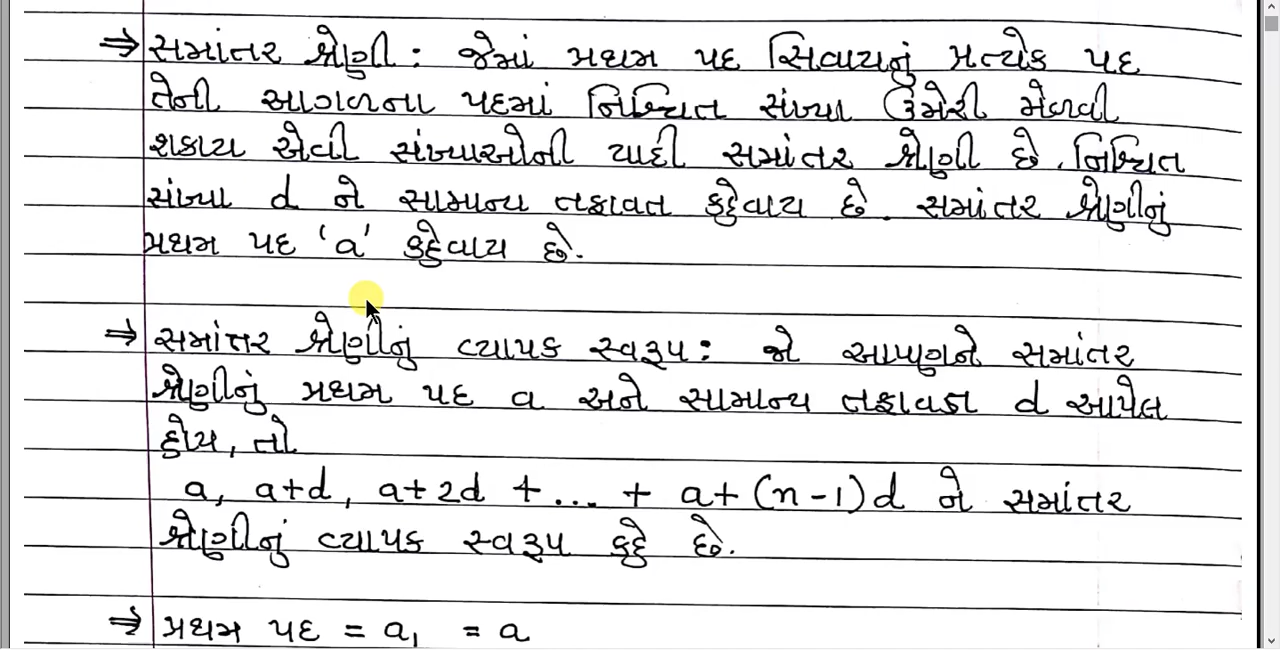 ⇒ સમાંતર શ્રેણી : જેમાં પ્રથમ પદ સિવાયનું પ્રત્યેક પદ
તેની આગળના પદમાં નિશ્ચિત સંખ્યા ઉમેરી મેળવી
શકાય એવી સંખ્યાઓની યાદી સમાંતર શ્રેણી છે. નિશ્ચિત
સંખ્યા d ને સામાન્ય તફાવત કહેવાય છે. સમાંતર શ્રેણીનું
પ્રથમ પદ 'a' કહેવાય છે.
⇒ સમાંતર શ્રેણીનું વ્યાપક સ્વરૂપ : જો આપણને સમાંતર
શ્રેણીનું પ્રથમ પદ a અને સામાન્ય તફાવત d આપેલ
હોય, તો
a, a+d, a+2d +... + a+(n-1)d ને સમાંતર
શ્રેણીનું વ્યાપક સ્વરૂપ કહે છે.
⇒ પ્રથમ પદ = a₁ = a